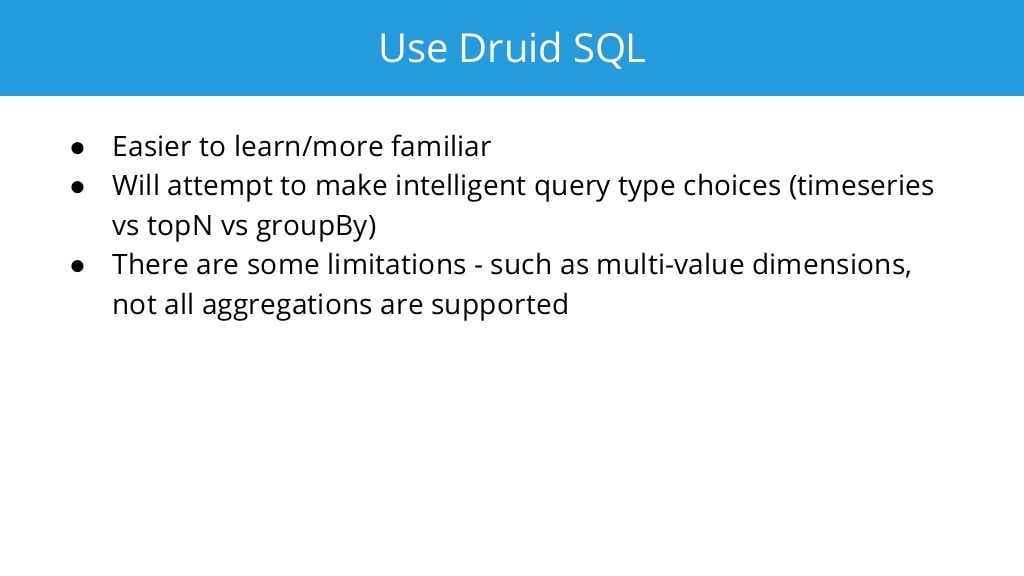 Use Druid SQL
● Easier to learn/more familiar
● Will attempt to make intelligent query type choices (timeseries
vs topN vs groupBy)
● There are some limitations - such as multi-value dimensions,
not all aggregations are supported